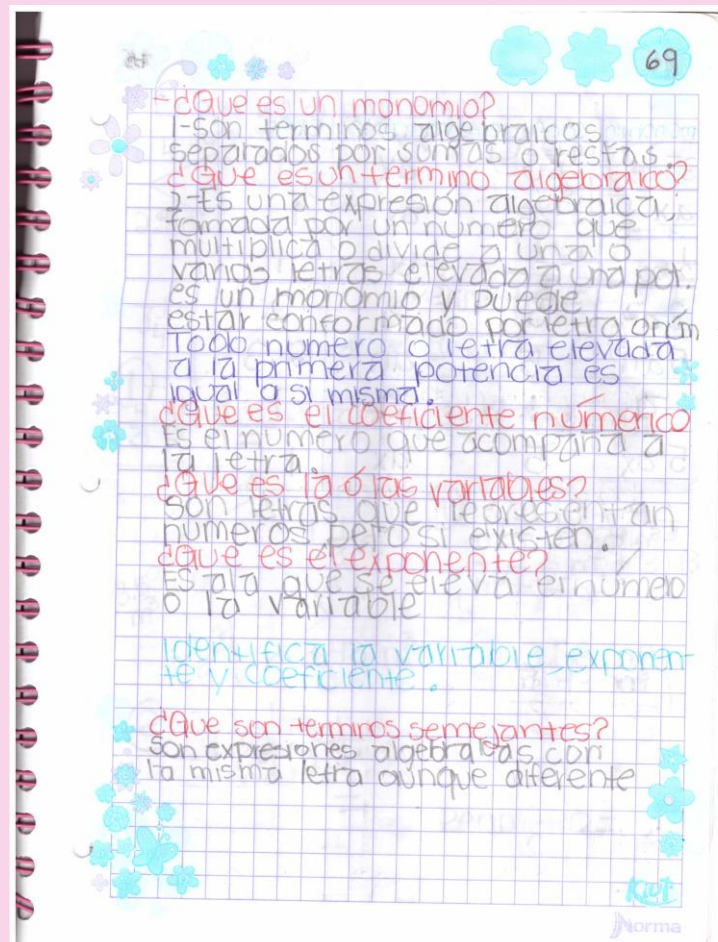 69
-¿Que es un monomio?
1-Son terminos algebraicos
separados por sumas o restas.
¿Que es un termino algebraico?
2-Es una expresión algebraica,
fomada por un numero que
multiplica o divide a una o
varios letras elevada a una pot.
es un monomio y puede
estar conformado por letra o núm
Todo numero o letra elevada
a la primera potencia es
igual a si misma.
¿Que es el coeficiente númerico
Es el numero que acompaña a
la letra.
¿Que es la ó las variables?
Son letras que representan
numeros pero si existen.
¿Que es el exponente?
Es ala que se eleva el número
o la variable
Identifica la variable, exponen-
te y coeficiente.
¿Que son terminos semejantes?
Son expresiones algebraicas con
la misma letra aunque diferente
Kiut
Norma